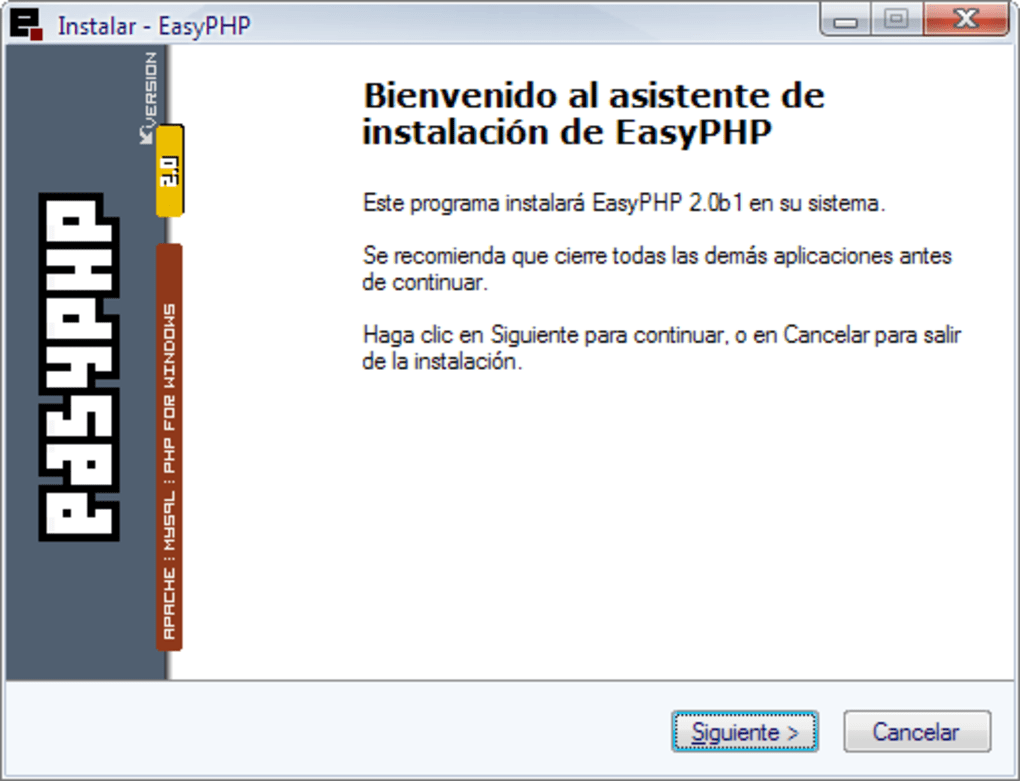 Instalar - EasyPHP
VERSION
2.0
easyPHP
APACHE : MYSQL : PHP FOR WINDOWS
Bienvenido al asistente de
instalación de EasyPHP
Este programa instalará EasyPHP 2.0b1 en su sistema.
Se recomienda que cierre todas las demás aplicaciones antes
de continuar.
Haga clic en Siguiente para continuar, o en Cancelar para salir
de la instalación.
Siguiente >
Cancelar